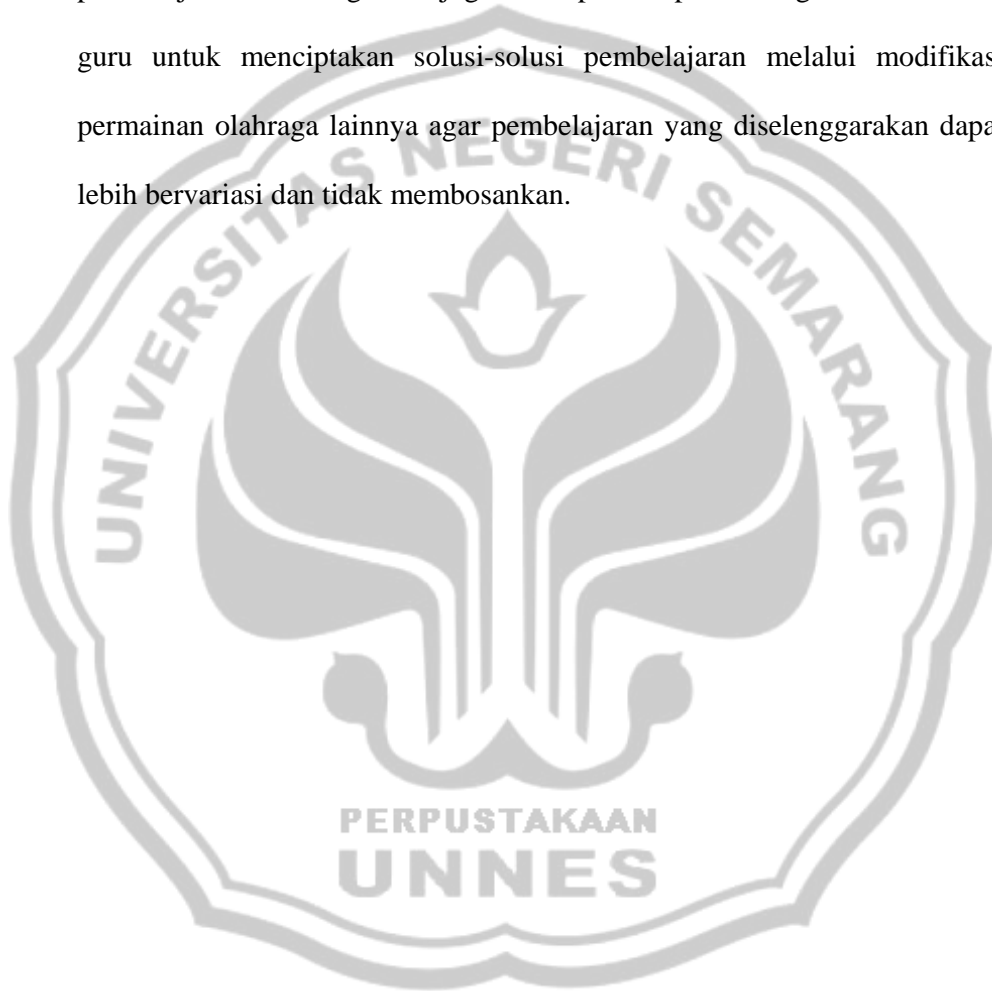 guru untuk menciptakan solusi-solusi pembelajaran melalui modifikas
permainan olahraga lainnya agar pembelajaran yang diselenggarakan dapa
lebih bervariasi dan tidak membosankan.
UNIVERSITAS NEGERI SEMARANG
PERPUSTAKAAN
UNNES